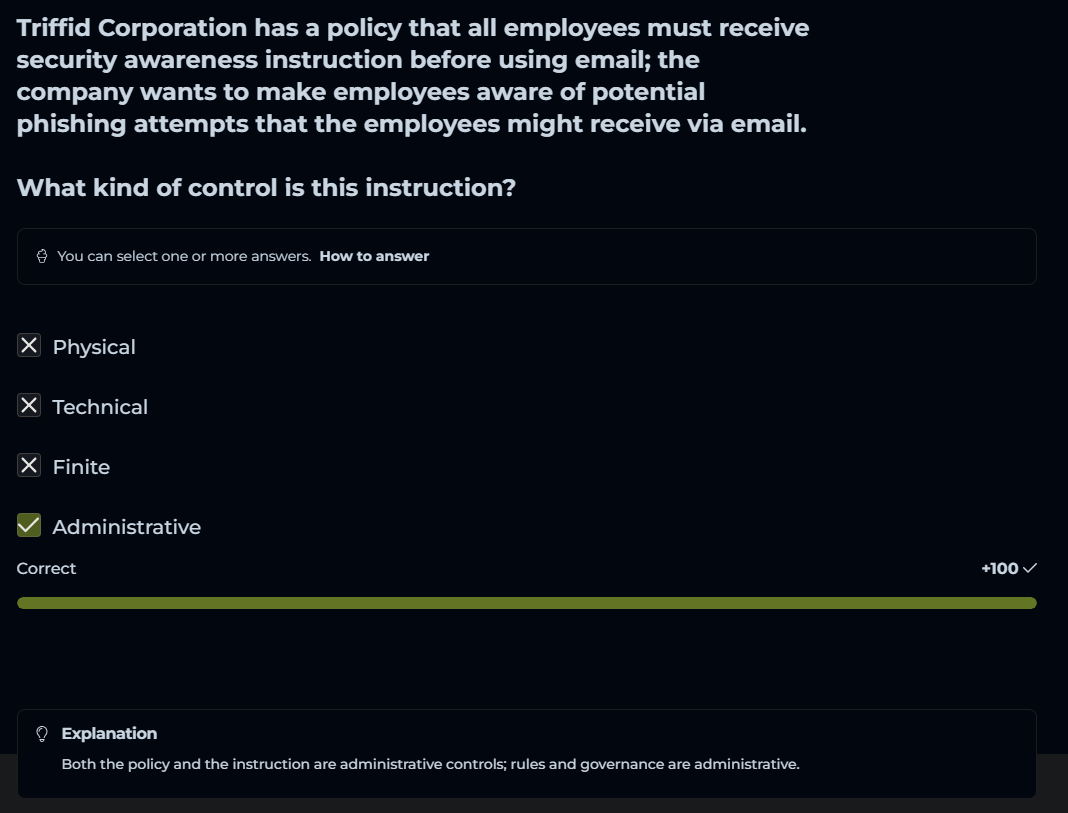 Triffid Corporation has a policy that all employees must receive
security awareness instruction before using email; the
company wants to make employees aware of potential
phishing attempts that the employees might receive via email.
What kind of control is this instruction?
You can select one or more answers. How to answer
Physical
Technical
Finite
Administrative
Correct
+100
Explanation
Both the policy and the instruction are administrative controls; rules and governance are administrative.